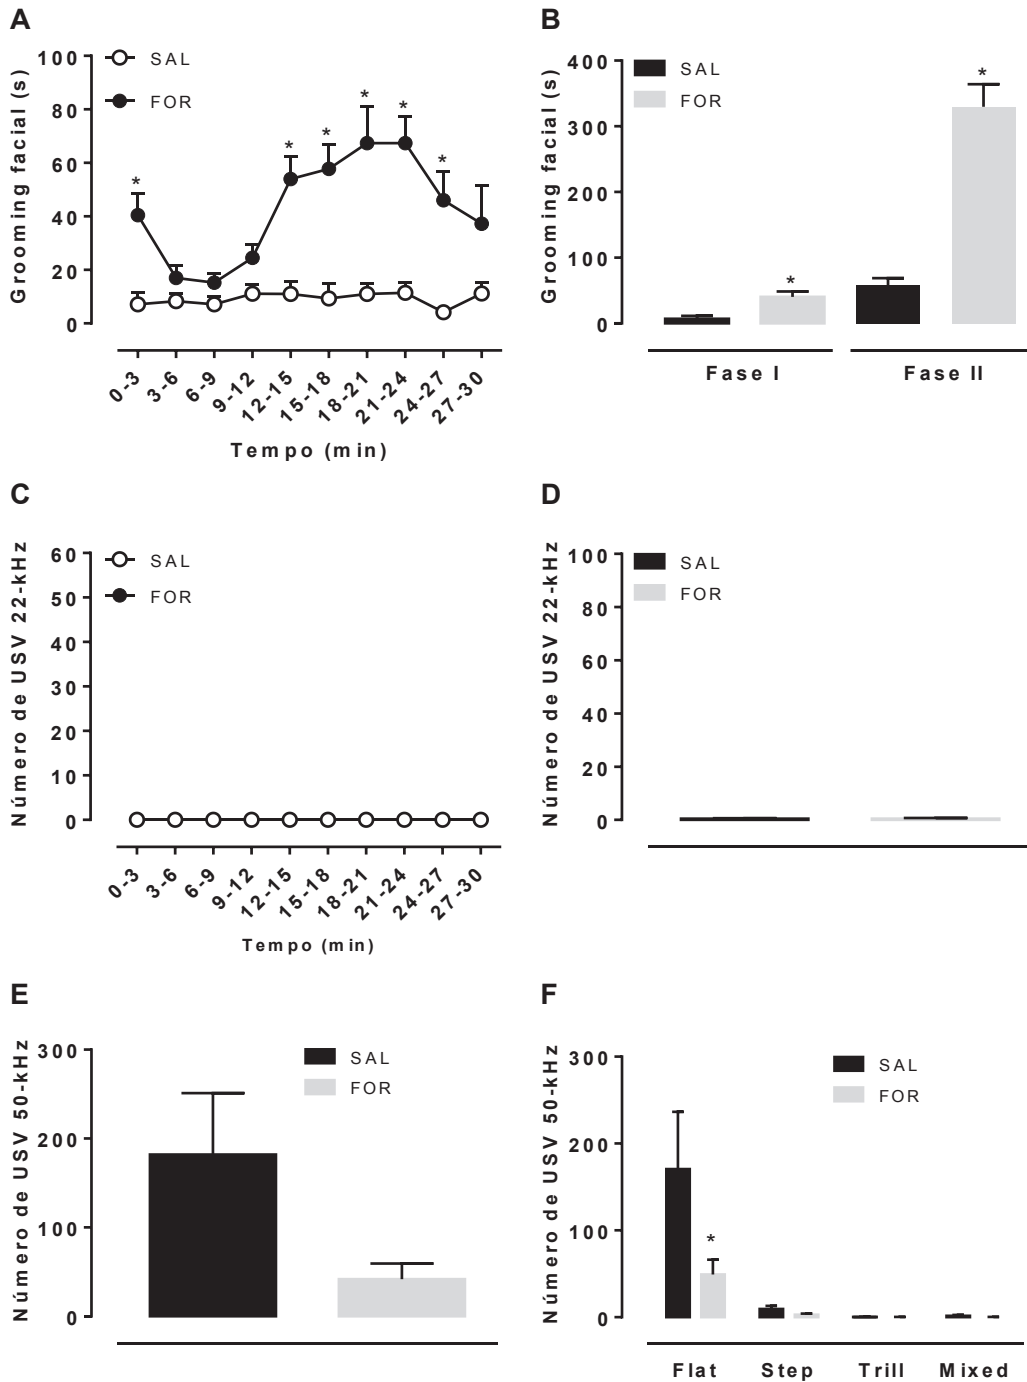 A
SAL
FOR
Grooming facial (s)
100
80
60
40
20
0
*
*
*
*
*
*
0-3
3-6
6-9
9-12
12-15
15-18
18-21
21-24
24-27
27-30
Tempo (min)
B
SAL
FOR
Grooming facial (s)
400
300
200
100
0
*
*
Fase I
Fase II
C
SAL
FOR
Número de USV 22-kHz
60
50
40
30
20
10
0
0-3
3-6
6-9
9-12
12-15
15-18
18-21
21-24
24-27
27-30
Tempo (min)
D
SAL
FOR
Número de USV 22-kHz
100
80
60
40
20
0
E
SAL
FOR
Número de USV 50-kHz
300
200
100
0
F
SAL
FOR
Número de USV 50-kHz
300
200
100
0
*
Flat
Step
Trill
Mixed